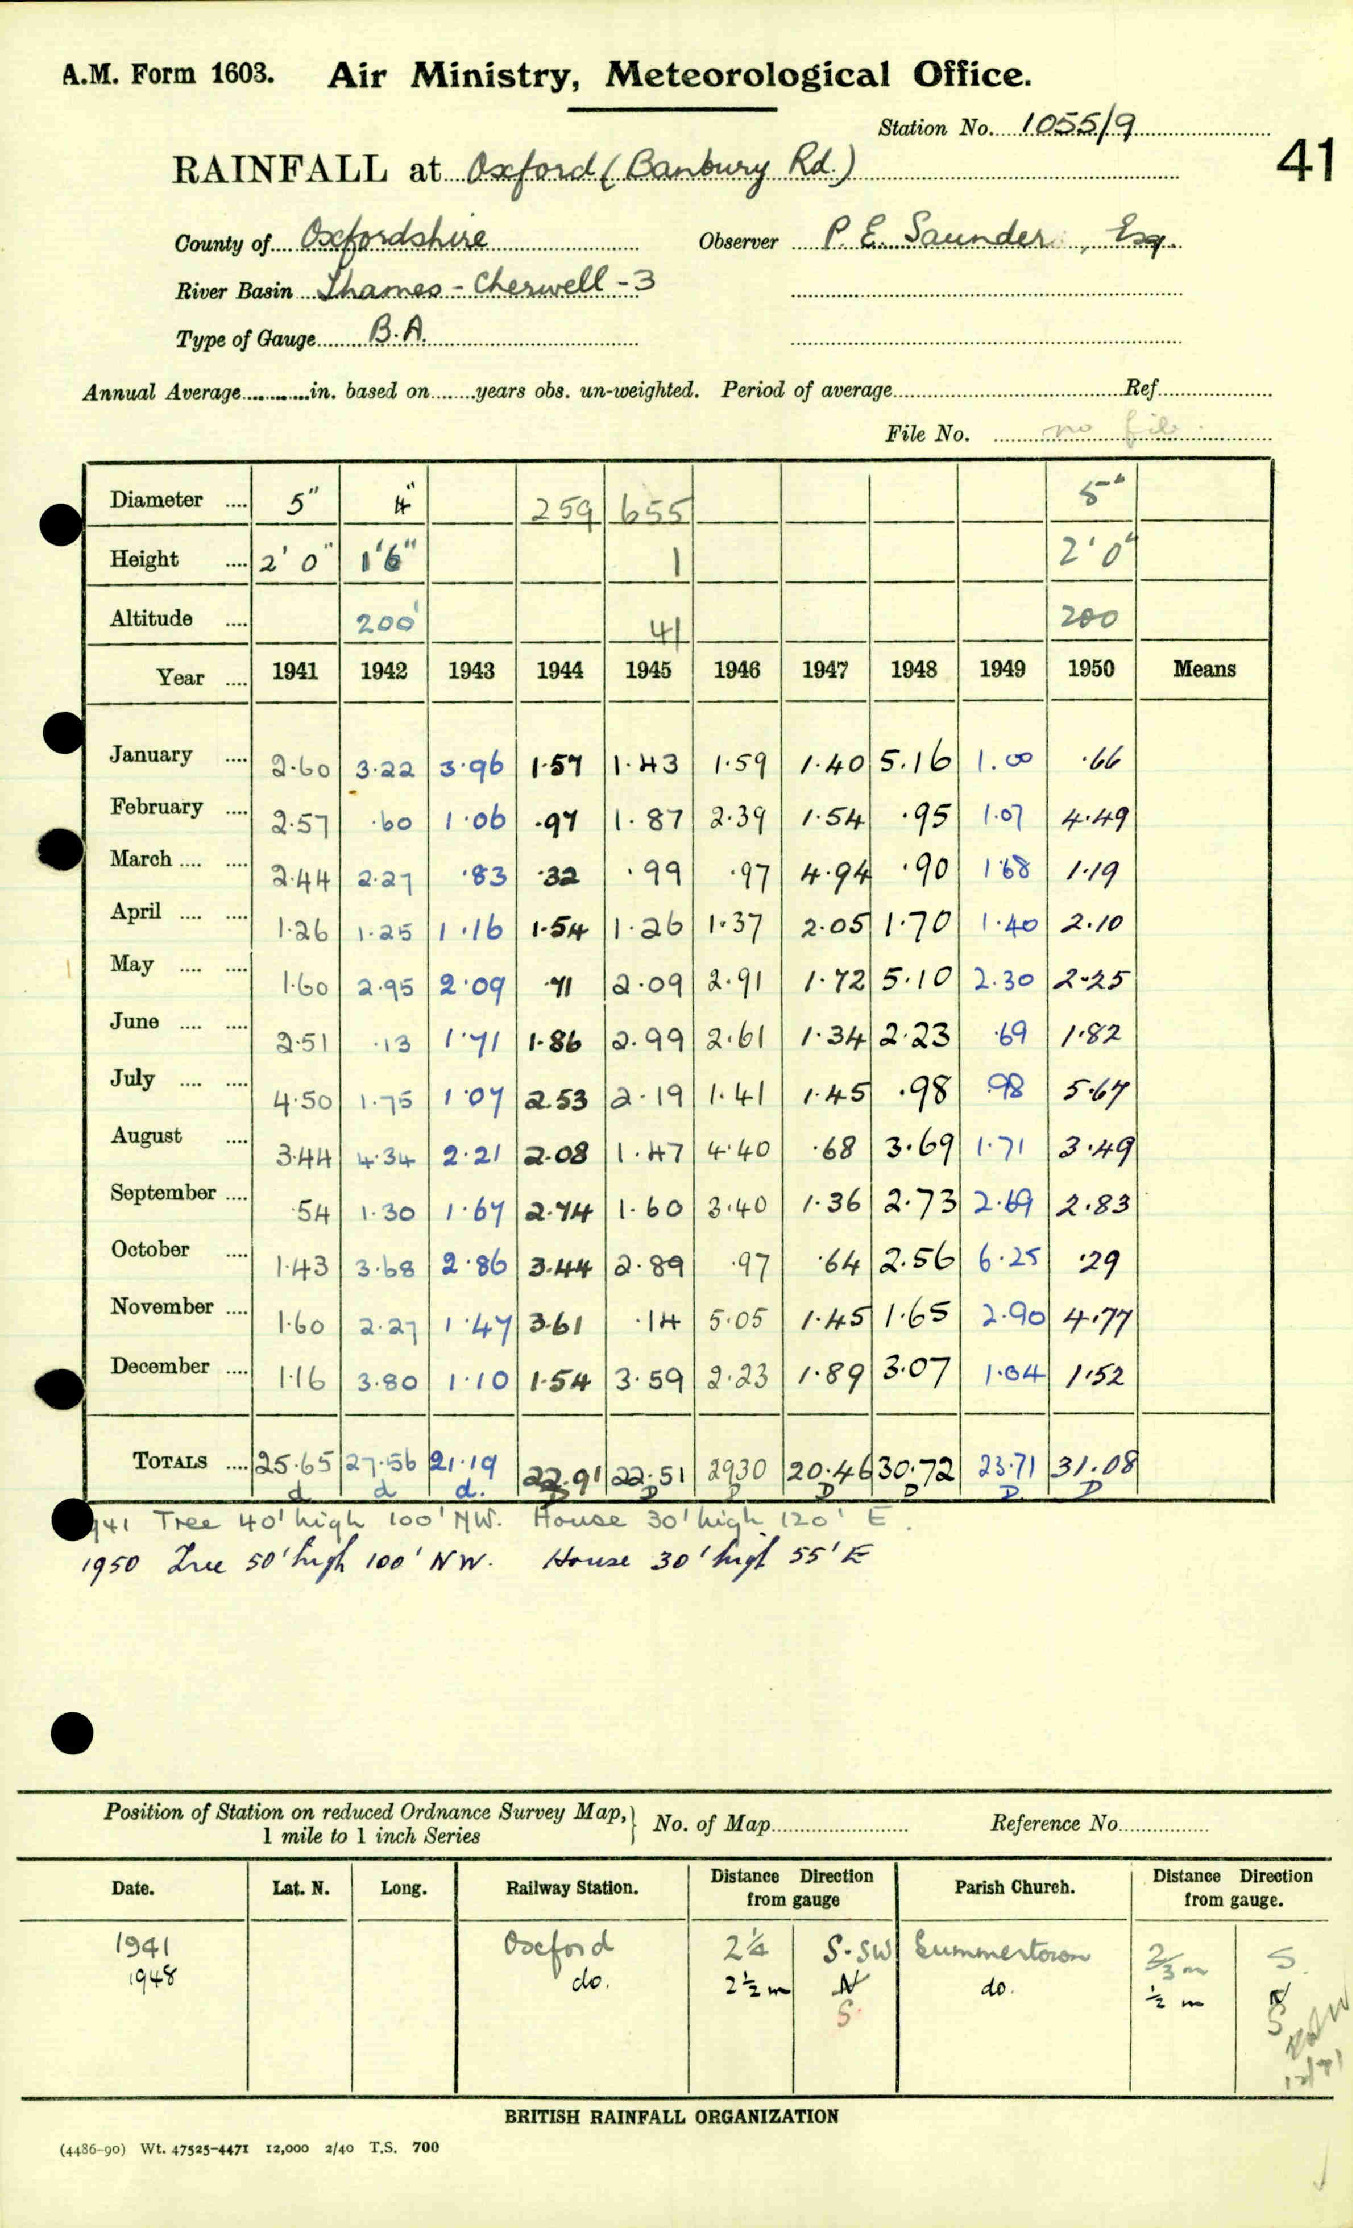 A.M. Form 1603. Air Ministry, Meteorological Office.
Station No. 1055/9
41
RAINFALL at Oxford (Banbury Rd.)
County of Oxfordshire Observer P. E. Saunders, Esq.
River Basin Thames - Cherwell - 3
Type of Gauge B.A.
Annual Average in. based on years obs. un-weighted. Period of average Ref
File No. no file
Diameter 5" 4" 259 655 5"
Height 2' 0" 1'6" 1 2' 0"
Altitude 200' 41 200
Year 1941 1942 1943 1944 1945 1946 1947 1948 1949 1950 Means
January 2.60 3.22 3.96 1.57 1.43 1.59 1.40 5.16 1.00 .66
February 2.57 .60 1.06 .97 1.87 2.39 1.54 .95 1.07 4.49
March 2.44 2.27 .83 .32 .99 .97 4.94 .90 1.68 1.19
April 1.26 1.25 1.16 1.54 1.26 1.37 2.05 1.70 1.40 2.10
May 1.60 2.95 2.09 .71 2.09 2.91 1.72 5.10 2.30 2.25
June 2.51 .13 1.71 1.86 2.99 2.61 1.34 2.23 .69 1.82
July 4.50 1.75 1.07 2.53 2.19 1.41 1.45 .98 .98 5.67
August 3.44 4.34 2.21 2.08 1.47 4.40 .68 3.69 1.71 3.49
September .54 1.30 1.67 2.74 1.60 3.40 1.36 2.73 2.69 2.83
October 1.43 3.68 2.86 3.44 2.89 .97 .64 2.56 6.25 .29
November 1.60 2.27 1.47 3.61 .14 5.05 1.45 1.65 2.90 4.77
December 1.16 3.80 1.10 1.54 3.59 2.23 1.89 3.07 1.04 1.52
TOTALS 25.65 27.56 21.19 22.91 22.51 2930 20.46 30.72 23.71 31.08
d d d. D D D D D D D
1941 Tree 40' high 100' NW. House 30' high 120' E.
1950 Tree 50' high 100' NW. House 30' high 55' E
Position of Station on reduced Ordnance Survey Map, No. of Map Reference No.
1 mile to 1 inch Series
Date. Lat. N. Long. Railway Station. Distance Direction from gauge Parish Church. Distance Direction from gauge.
1941 Oxford 2¼ S-SW Summertown 2/3 m S.
1948 do. 2½ m N do. ½ m N
S. S
12/71
BRITISH RAINFALL ORGANIZATION
(4486-90) Wt. 47525-4471 12,000 2/40 T.S. 700